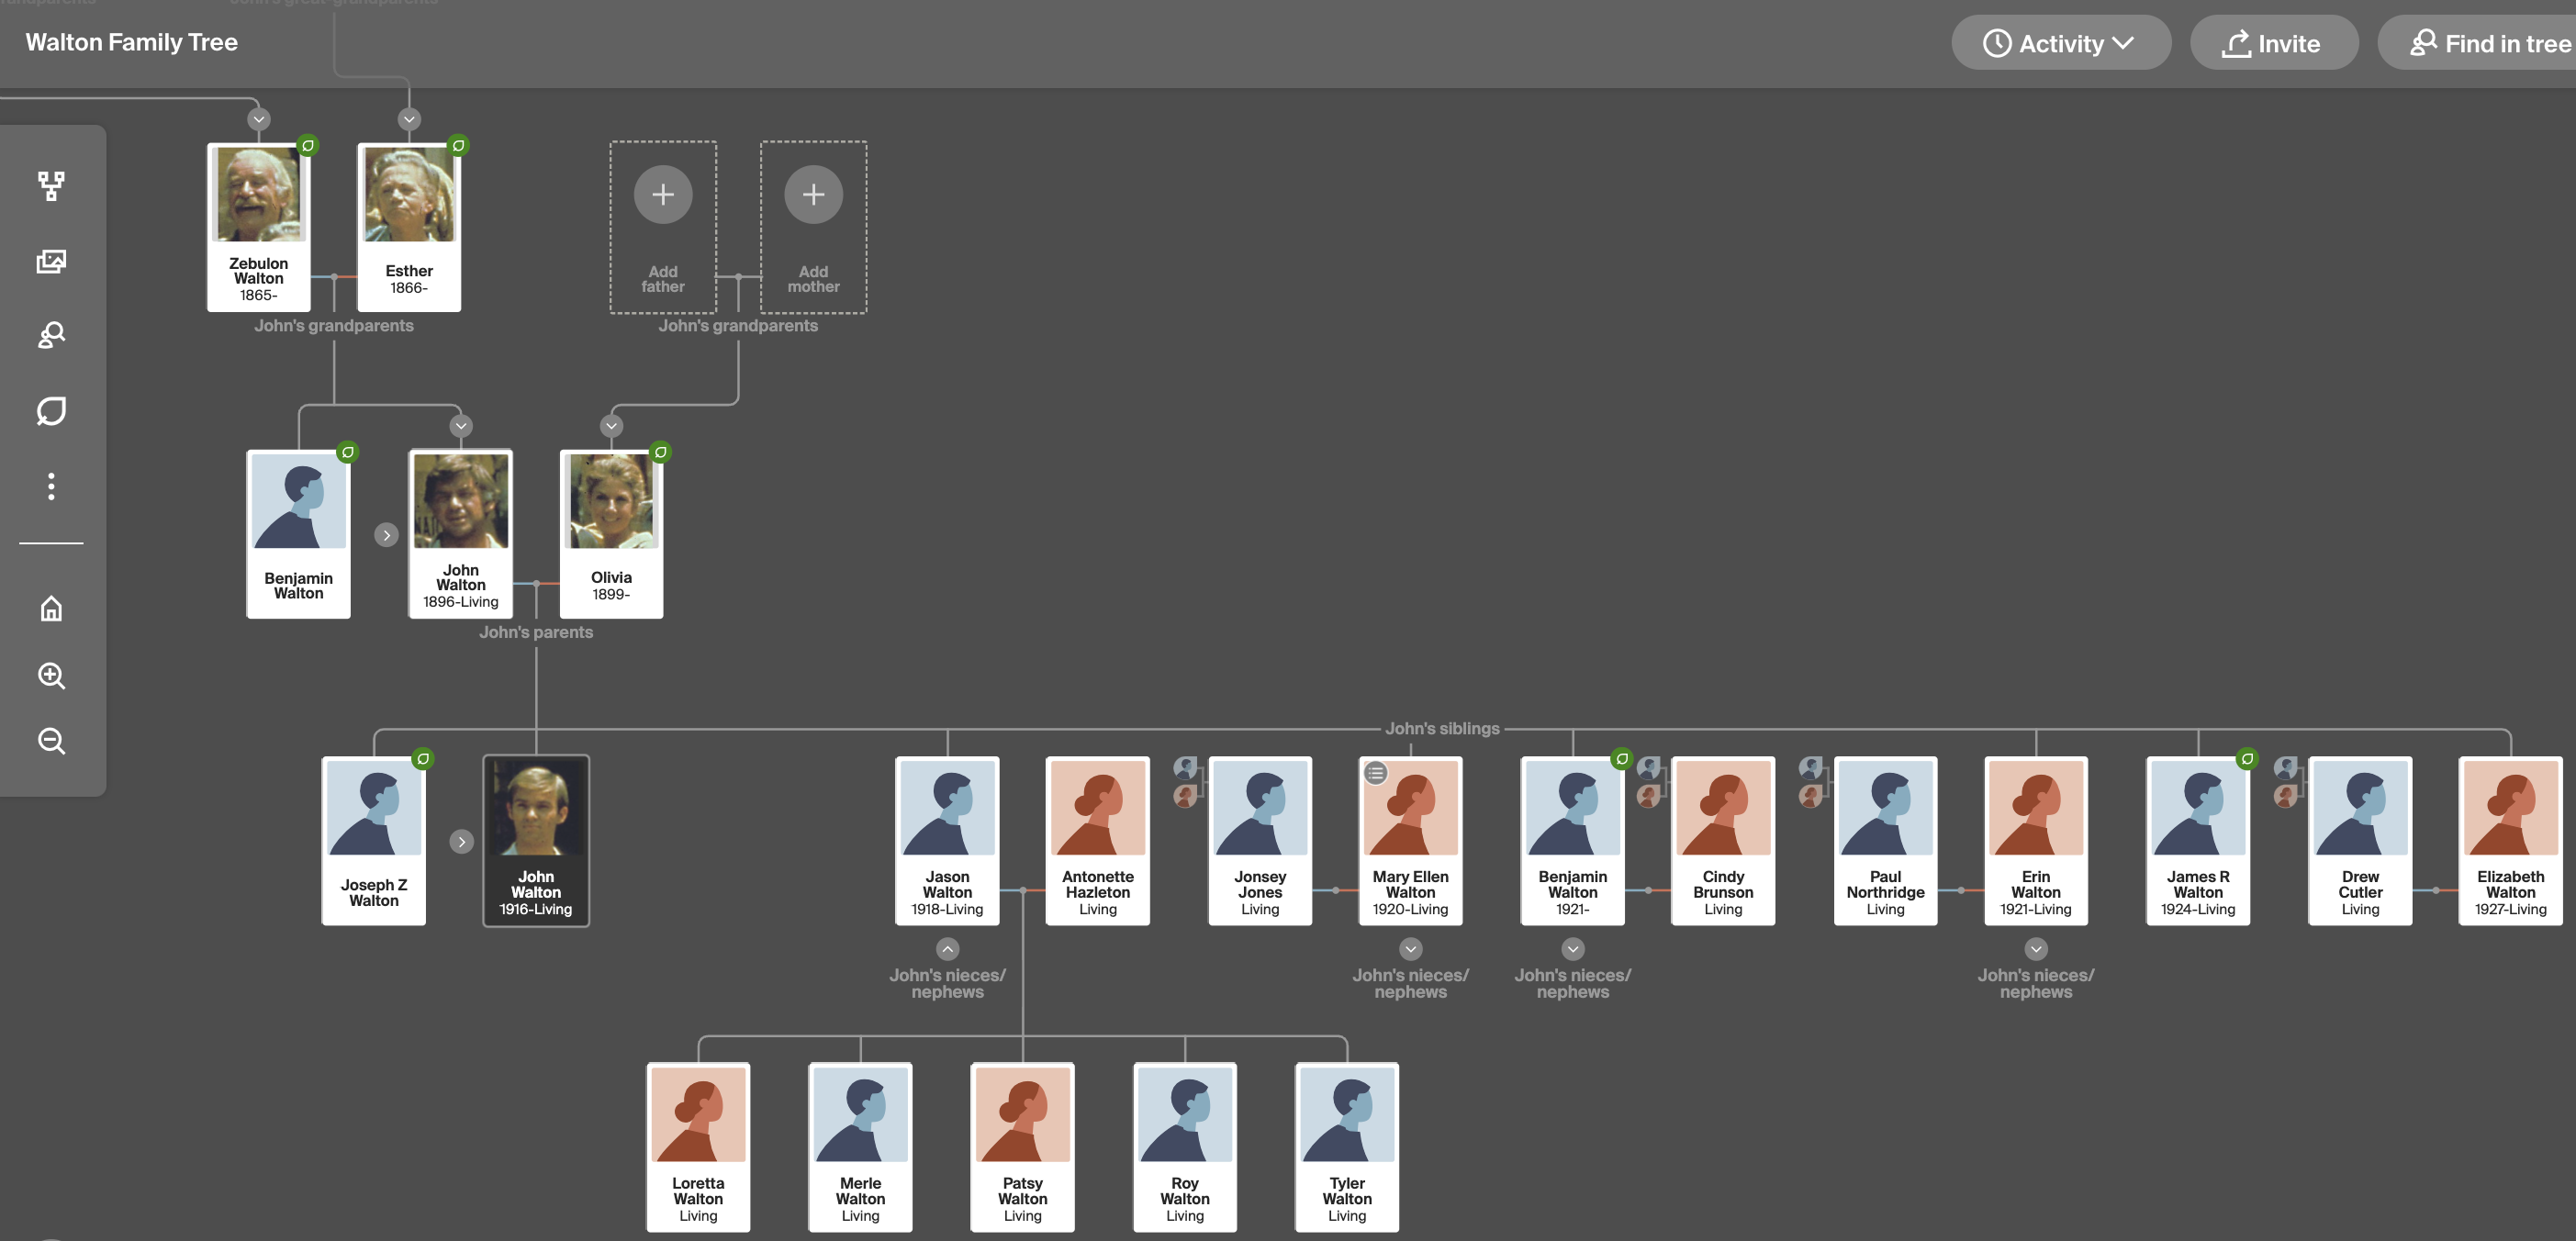 John's great-grandparents
Walton Family Tree
Activity
Invite
Find in tree
Zebulon
Walton
1865-
Esther
1866-
Add
father
Add
mother
John's grandparents
John's grandparents
Benjamin
Walton
John
Walton
1896-Living
Olivia
1899-
John's parents
John's siblings
Joseph Z
Walton
John
Walton
1916-Living
Jason
Walton
1918-Living
Antonette
Hazleton
Living
Jonsey
Jones
Living
Mary Ellen
Walton
1920-Living
Benjamin
Walton
1921-
Cindy
Brunson
Living
Paul
Northridge
Living
Erin
Walton
1921-Living
James R
Walton
1924-Living
Drew
Cutler
Living
Elizabeth
Walton
1927-Living
John's nieces/
nephews
John's nieces/
nephews
John's nieces/
nephews
John's nieces/
nephews
Loretta
Walton
Living
Merle
Walton
Living
Patsy
Walton
Living
Roy
Walton
Living
Tyler
Walton
Living